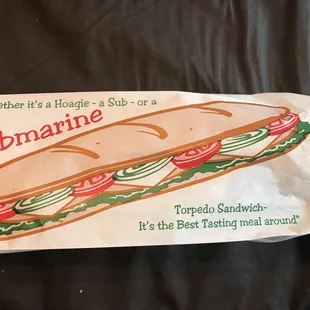 ether it's a Hoagie - a Sub - or a
bmarine
Torpedo Sandwich-
It's the Best Tasting meal around"